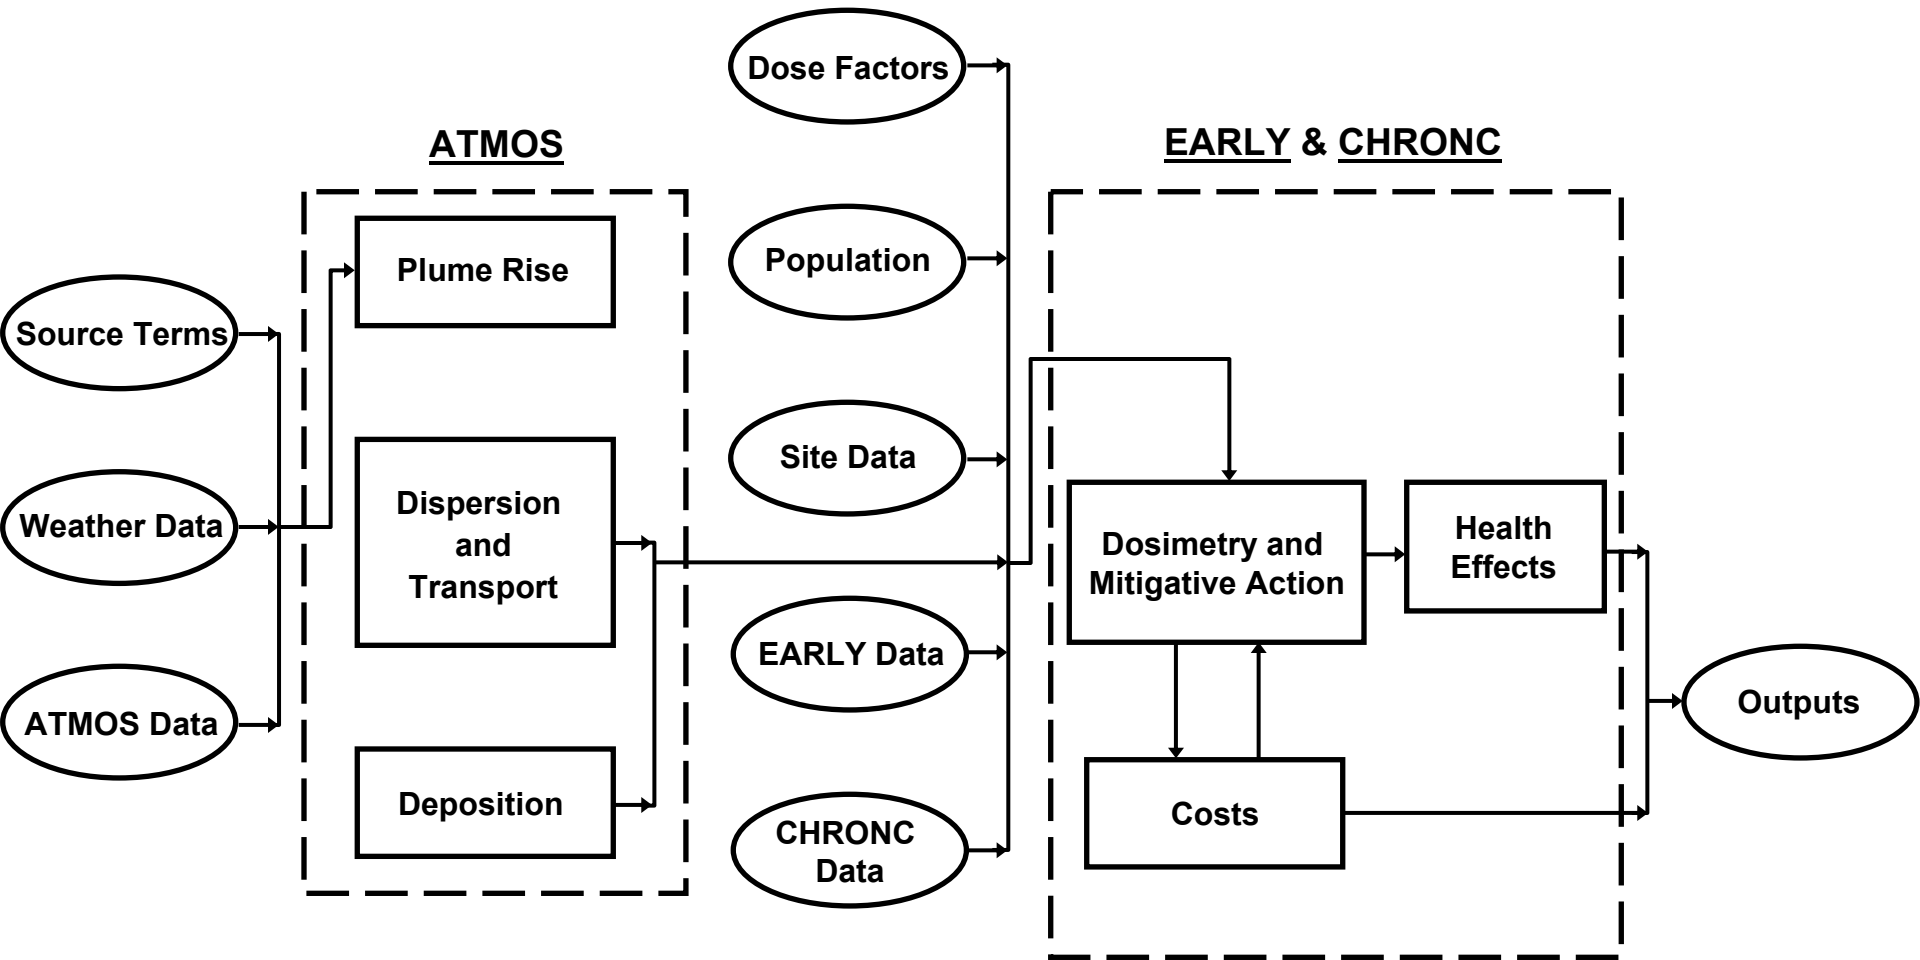 Dose Factors
ATMOS
EARLY & CHRONC
Plume Rise
Population
Source Terms
Site Data
Dispersion
and
Transport
Weather Data
Dosimetry and
Mitigative Action
Health
Effects
EARLY Data
ATMOS Data
Outputs
Deposition
Costs
CHRONC
Data